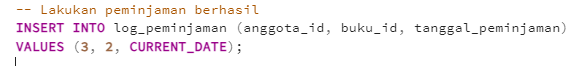 -- Lakukan peminjaman berhasil
INSERT INTO log_peminjaman (anggota_id, buku_id, tanggal_peminjaman)
VALUES (3, 2, CURRENT_DATE);